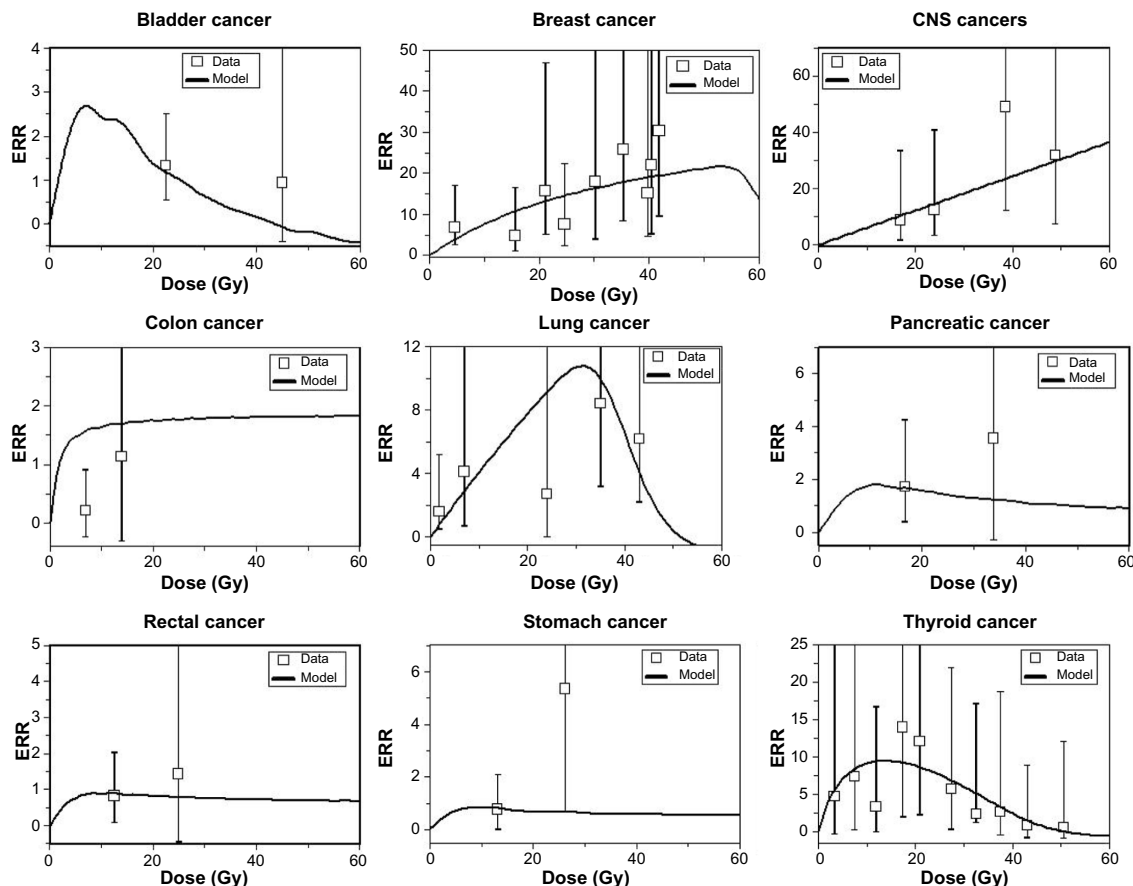 Bladder cancer
4
3
2
1
0
ERR
Data
Model
0 20 40 60
Dose (Gy)
Breast cancer
50
40
30
20
10
0
ERR
Data
Model
0 20 40 60
Dose (Gy)
CNS cancers
60
40
20
0
ERR
Data
Model
0 20 40 60
Dose (Gy)
Colon cancer
3
2
1
0
ERR
Data
Model
0 20 40 60
Dose (Gy)
Lung cancer
12
8
4
0
ERR
Data
Model
0 20 40 60
Dose (Gy)
Pancreatic cancer
6
4
2
0
ERR
Data
Model
0 20 40 60
Dose (Gy)
Rectal cancer
5
4
3
2
1
0
ERR
Data
Model
0 20 40 60
Dose (Gy)
Stomach cancer
6
4
2
0
ERR
Data
Model
0 20 40 60
Dose (Gy)
Thyroid cancer
25
20
15
10
5
0
ERR
Data
Model
0 20 40 60
Dose (Gy)